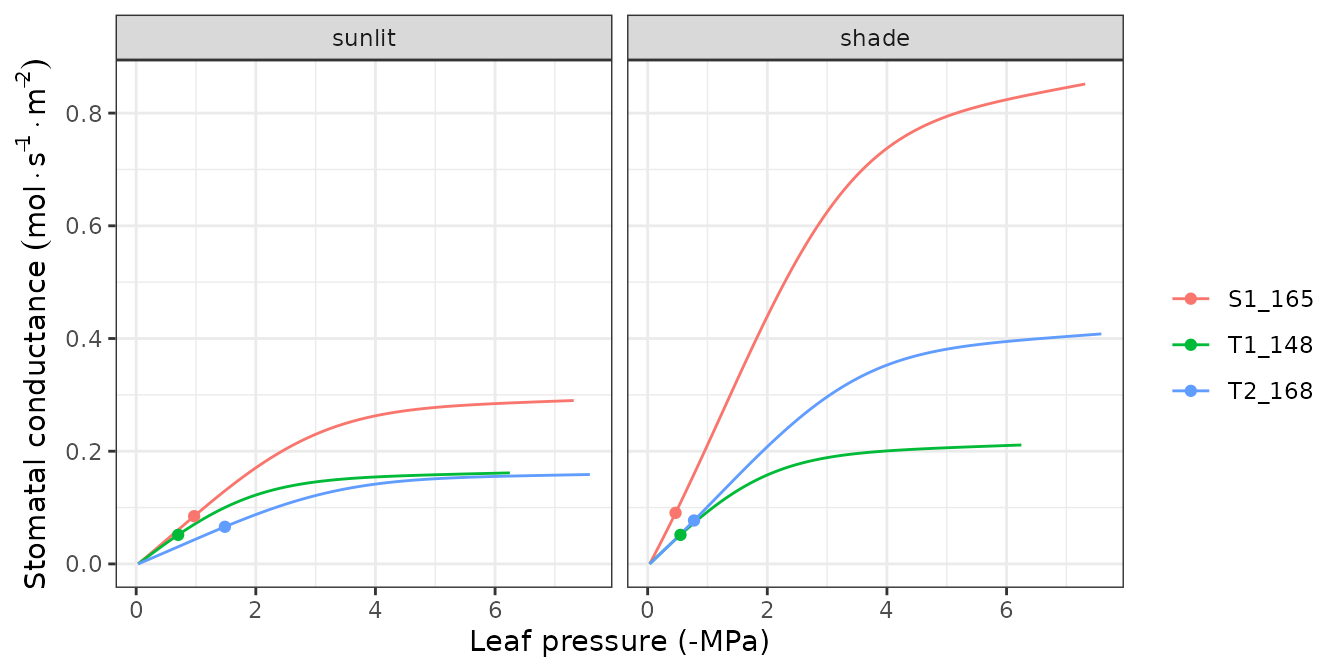 sunlit
shade
Stomatal conductance (mol · s⁻¹ · m⁻²)
0.8
0.6
0.4
0.2
0.0
0 2 4 6
0 2 4 6
Leaf pressure (-MPa)
S1_165
T1_148
T2_168